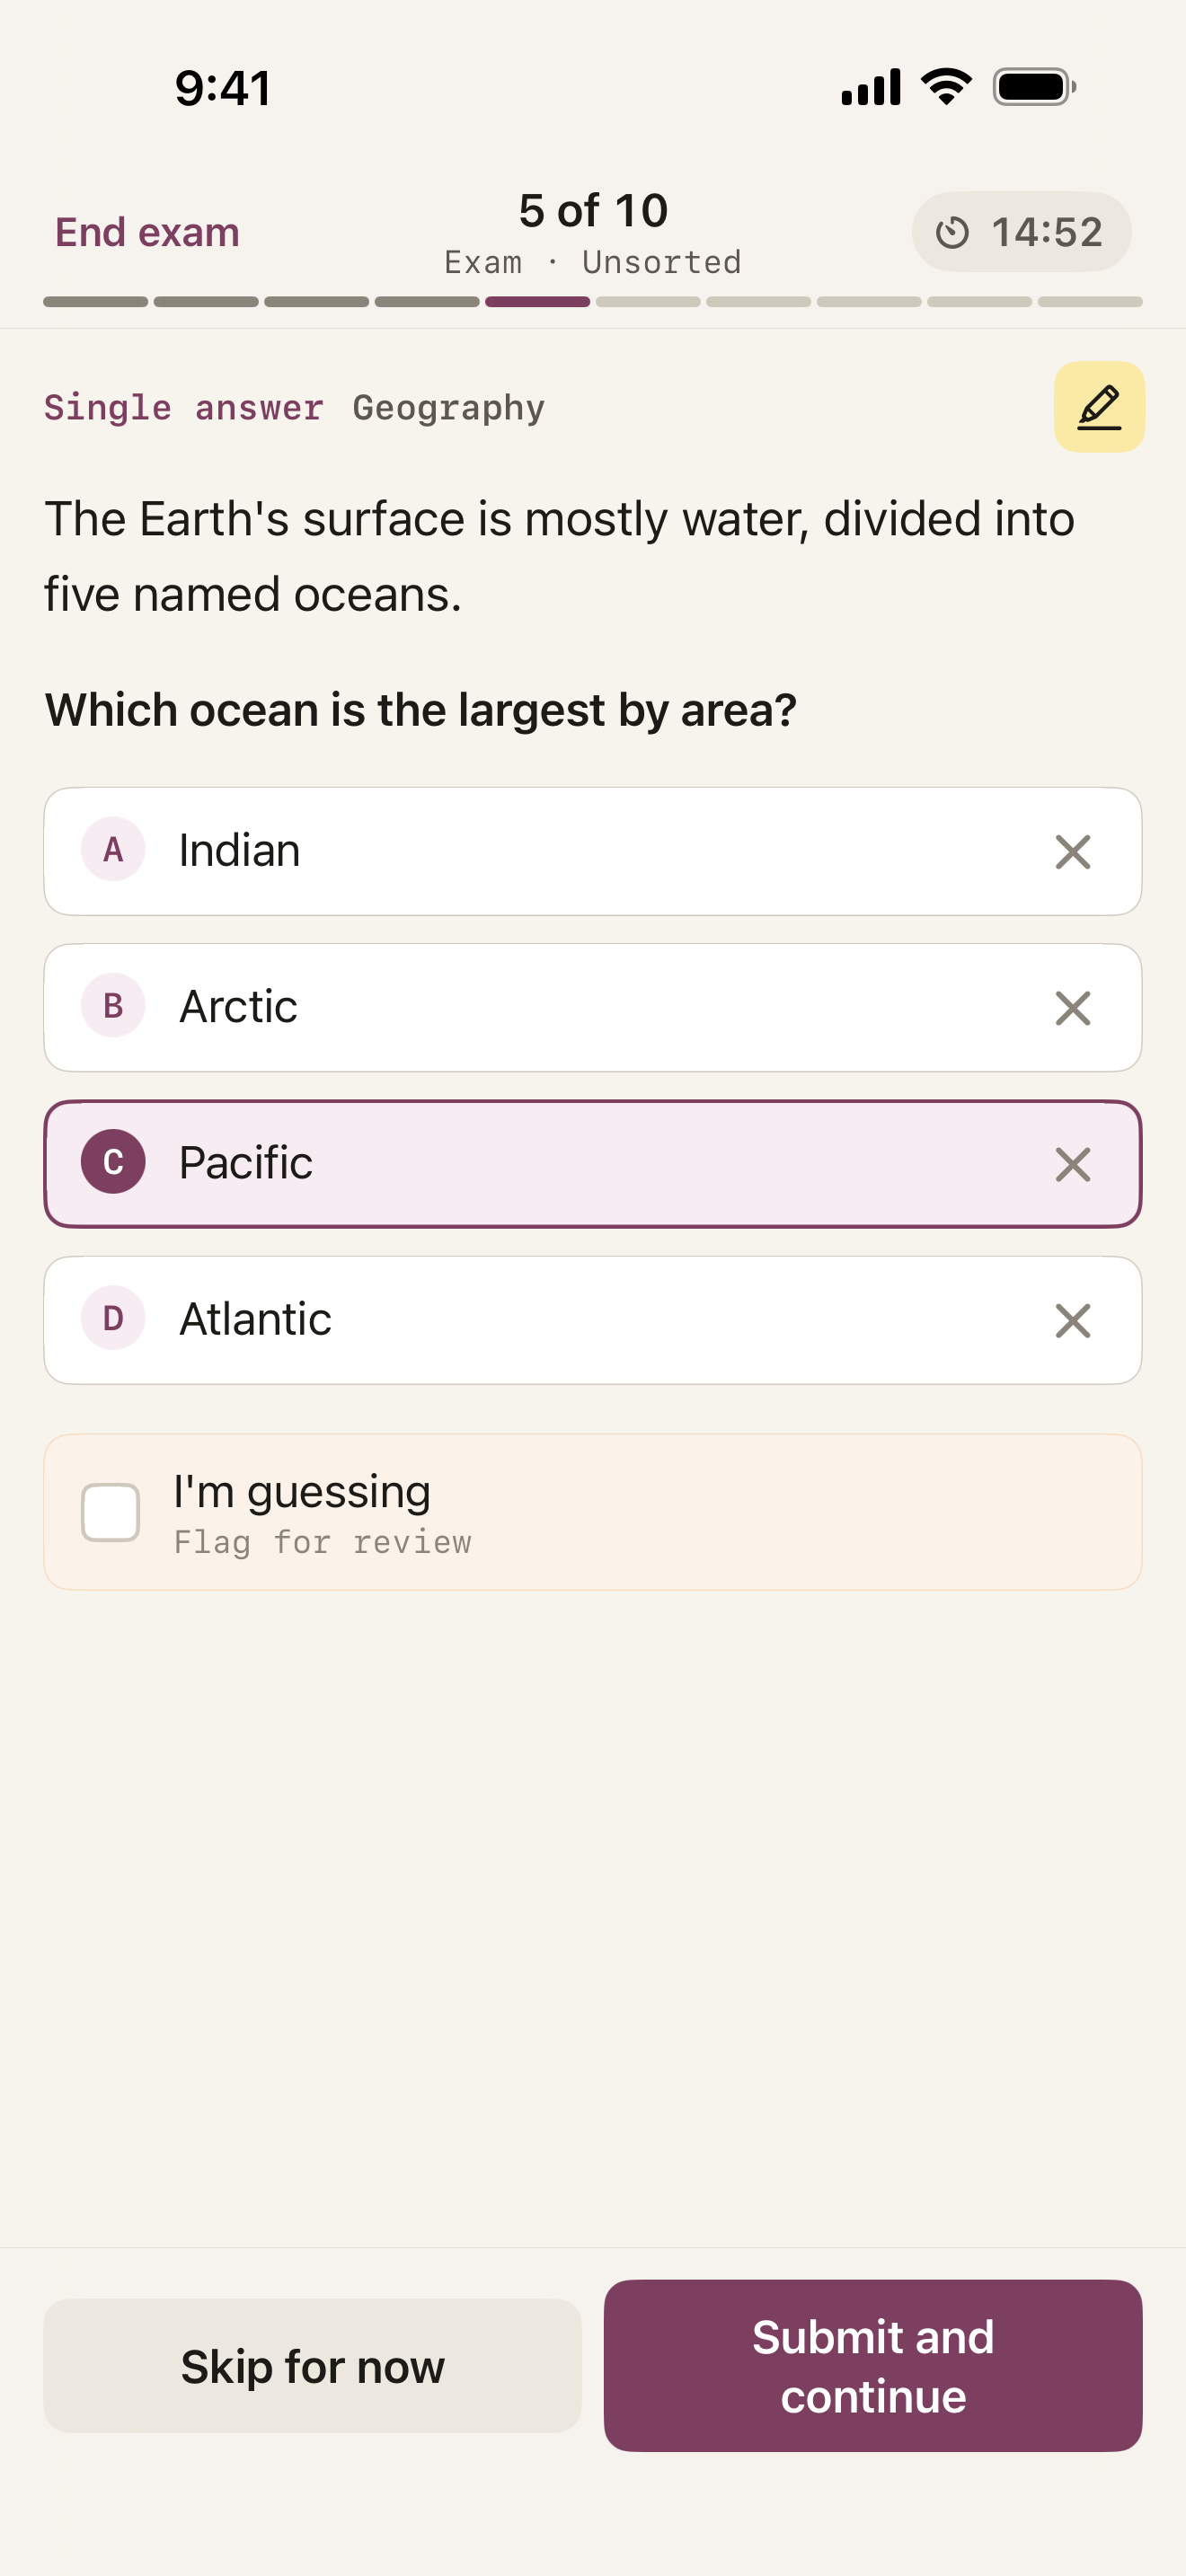 9:41
End exam
5 of 10
Exam · Unsorted
14:52
Single answer Geography
The Earth's surface is mostly water, divided into
five named oceans.
Which ocean is the largest by area?
A Indian
B Arctic
C Pacific
D Atlantic
I'm guessing
Flag for review
Skip for now
Submit and
continue